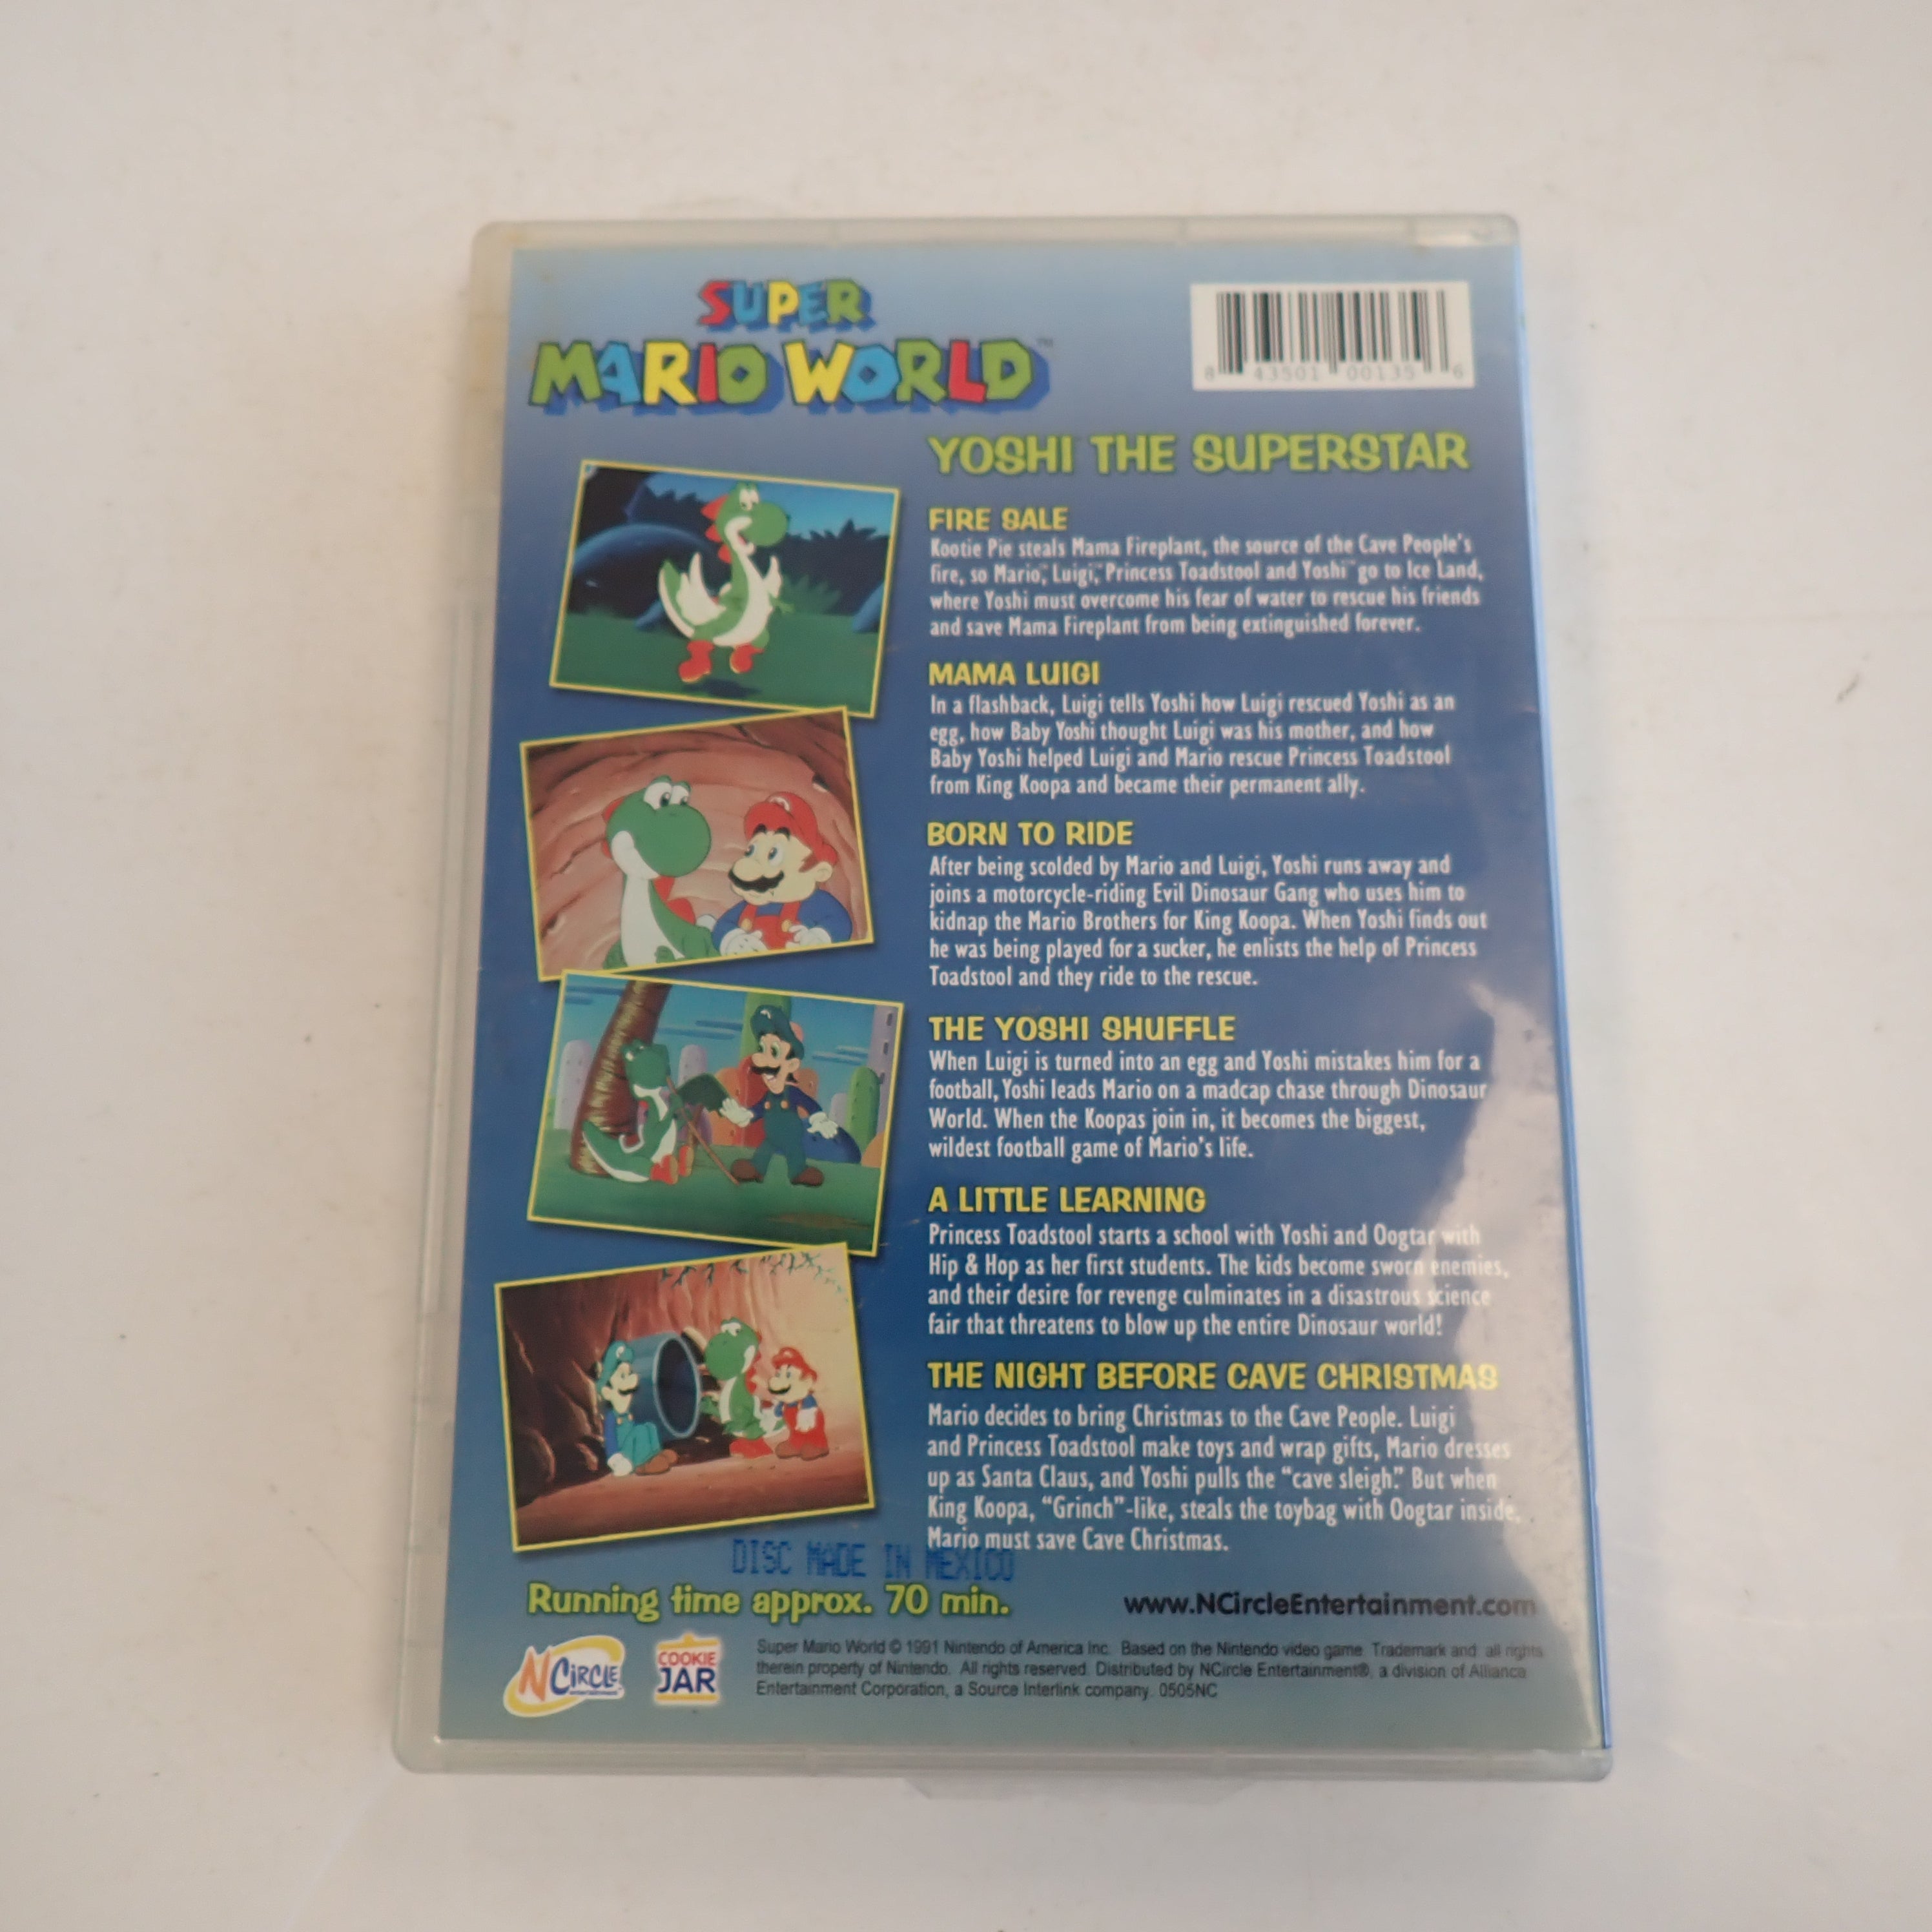 SUPER
MARIO WORLD™
8 43501 00135 6
YOSHI THE SUPERSTAR
FIRE SALE
Kootie Pie steals Mama Fireplant, the source of the Cave People's
fire, so Mario,™ Luigi,™ Princess Toadstool and Yoshi™ go to Ice Land,
where Yoshi must overcome his fear of water to rescue his friends
and save Mama Fireplant from being extinguished forever.
MAMA LUIGI
In a flashback, Luigi tells Yoshi how Luigi rescued Yoshi as an
egg, how Baby Yoshi thought Luigi was his mother, and how
Baby Yoshi helped Luigi and Mario rescue Princess Toadstool
from King Koopa and became their permanent ally.
BORN TO RIDE
After being scolded by Mario and Luigi, Yoshi runs away and
joins a motorcycle-riding Evil Dinosaur Gang who uses him to
kidnap the Mario Brothers for King Koopa. When Yoshi finds out
he was being played for a sucker, he enlists the help of Princess
Toadstool and they ride to the rescue.
THE YOSHI SHUFFLE
When Luigi is turned into an egg and Yoshi mistakes him for a
football, Yoshi leads Mario on a madcap chase through Dinosaur
World. When the Koopas join in, it becomes the biggest,
wildest football game of Mario's life.
A LITTLE LEARNING
Princess Toadstool starts a school with Yoshi and Oogtar with
Hip & Hop as her first students. The kids become sworn enemies,
and their desire for revenge culminates in a disastrous science
fair that threatens to blow up the entire Dinosaur world!
THE NIGHT BEFORE CAVE CHRISTMAS
Mario decides to bring Christmas to the Cave People. Luigi
and Princess Toadstool make toys and wrap gifts, Mario dresses
up as Santa Claus, and Yoshi pulls the "cave sleigh." But when
King Koopa, "Grinch"-like, steals the toybag with Oogtar inside,
Mario must save Cave Christmas.
DISC MADE IN MEXICO
Running time approx. 70 min.
www.NCircleEntertainment.com
NCIRCLE
ENTERTAINMENT
COOKIE
JAR
Super Mario World © 1991 Nintendo of America Inc. Based on the Nintendo video game. Trademark and all rights
therein property of Nintendo. All rights reserved. Distributed by NCircle Entertainment®, a division of Alliance
Entertainment Corporation, a Source Interlink company. 0505NC